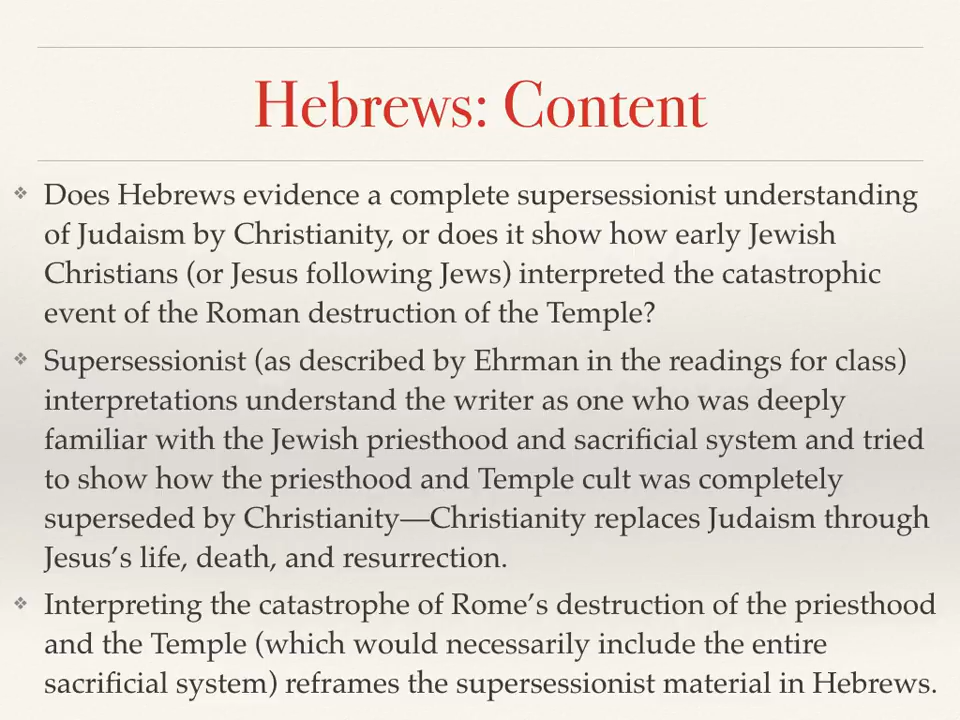 Hebrews: Content
❖ Does Hebrews evidence a complete supersessionist understanding
of Judaism by Christianity, or does it show how early Jewish
Christians (or Jesus following Jews) interpreted the catastrophic
event of the Roman destruction of the Temple?
❖ Supersessionist (as described by Ehrman in the readings for class)
interpretations understand the writer as one who was deeply
familiar with the Jewish priesthood and sacrificial system and tried
to show how the priesthood and Temple cult was completely
superseded by Christianity—Christianity replaces Judaism through
Jesus’s life, death, and resurrection.
❖ Interpreting the catastrophe of Rome’s destruction of the priesthood
and the Temple (which would necessarily include the entire
sacrificial system) reframes the supersessionist material in Hebrews.